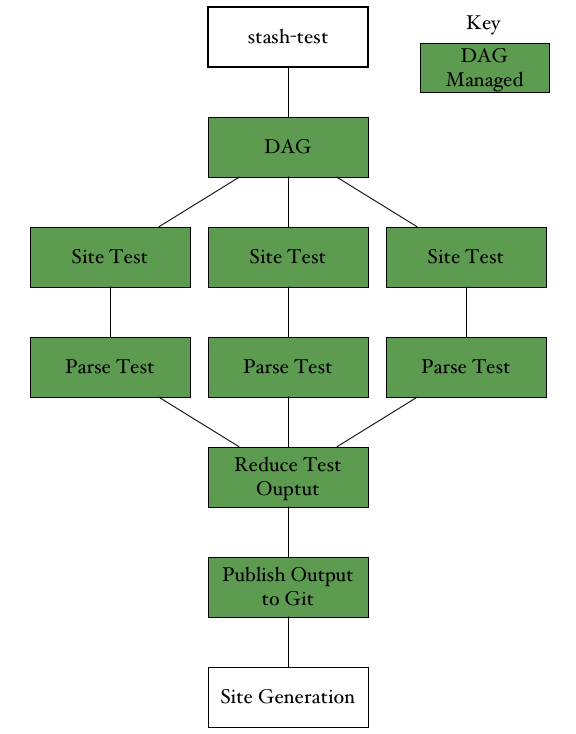 stash-test
Key
DAG
Managed
DAG
Site Test
Site Test
Site Test
Parse Test
Parse Test
Parse Test
Reduce Test
Ouptut
Publish Output
to Git
Site Generation